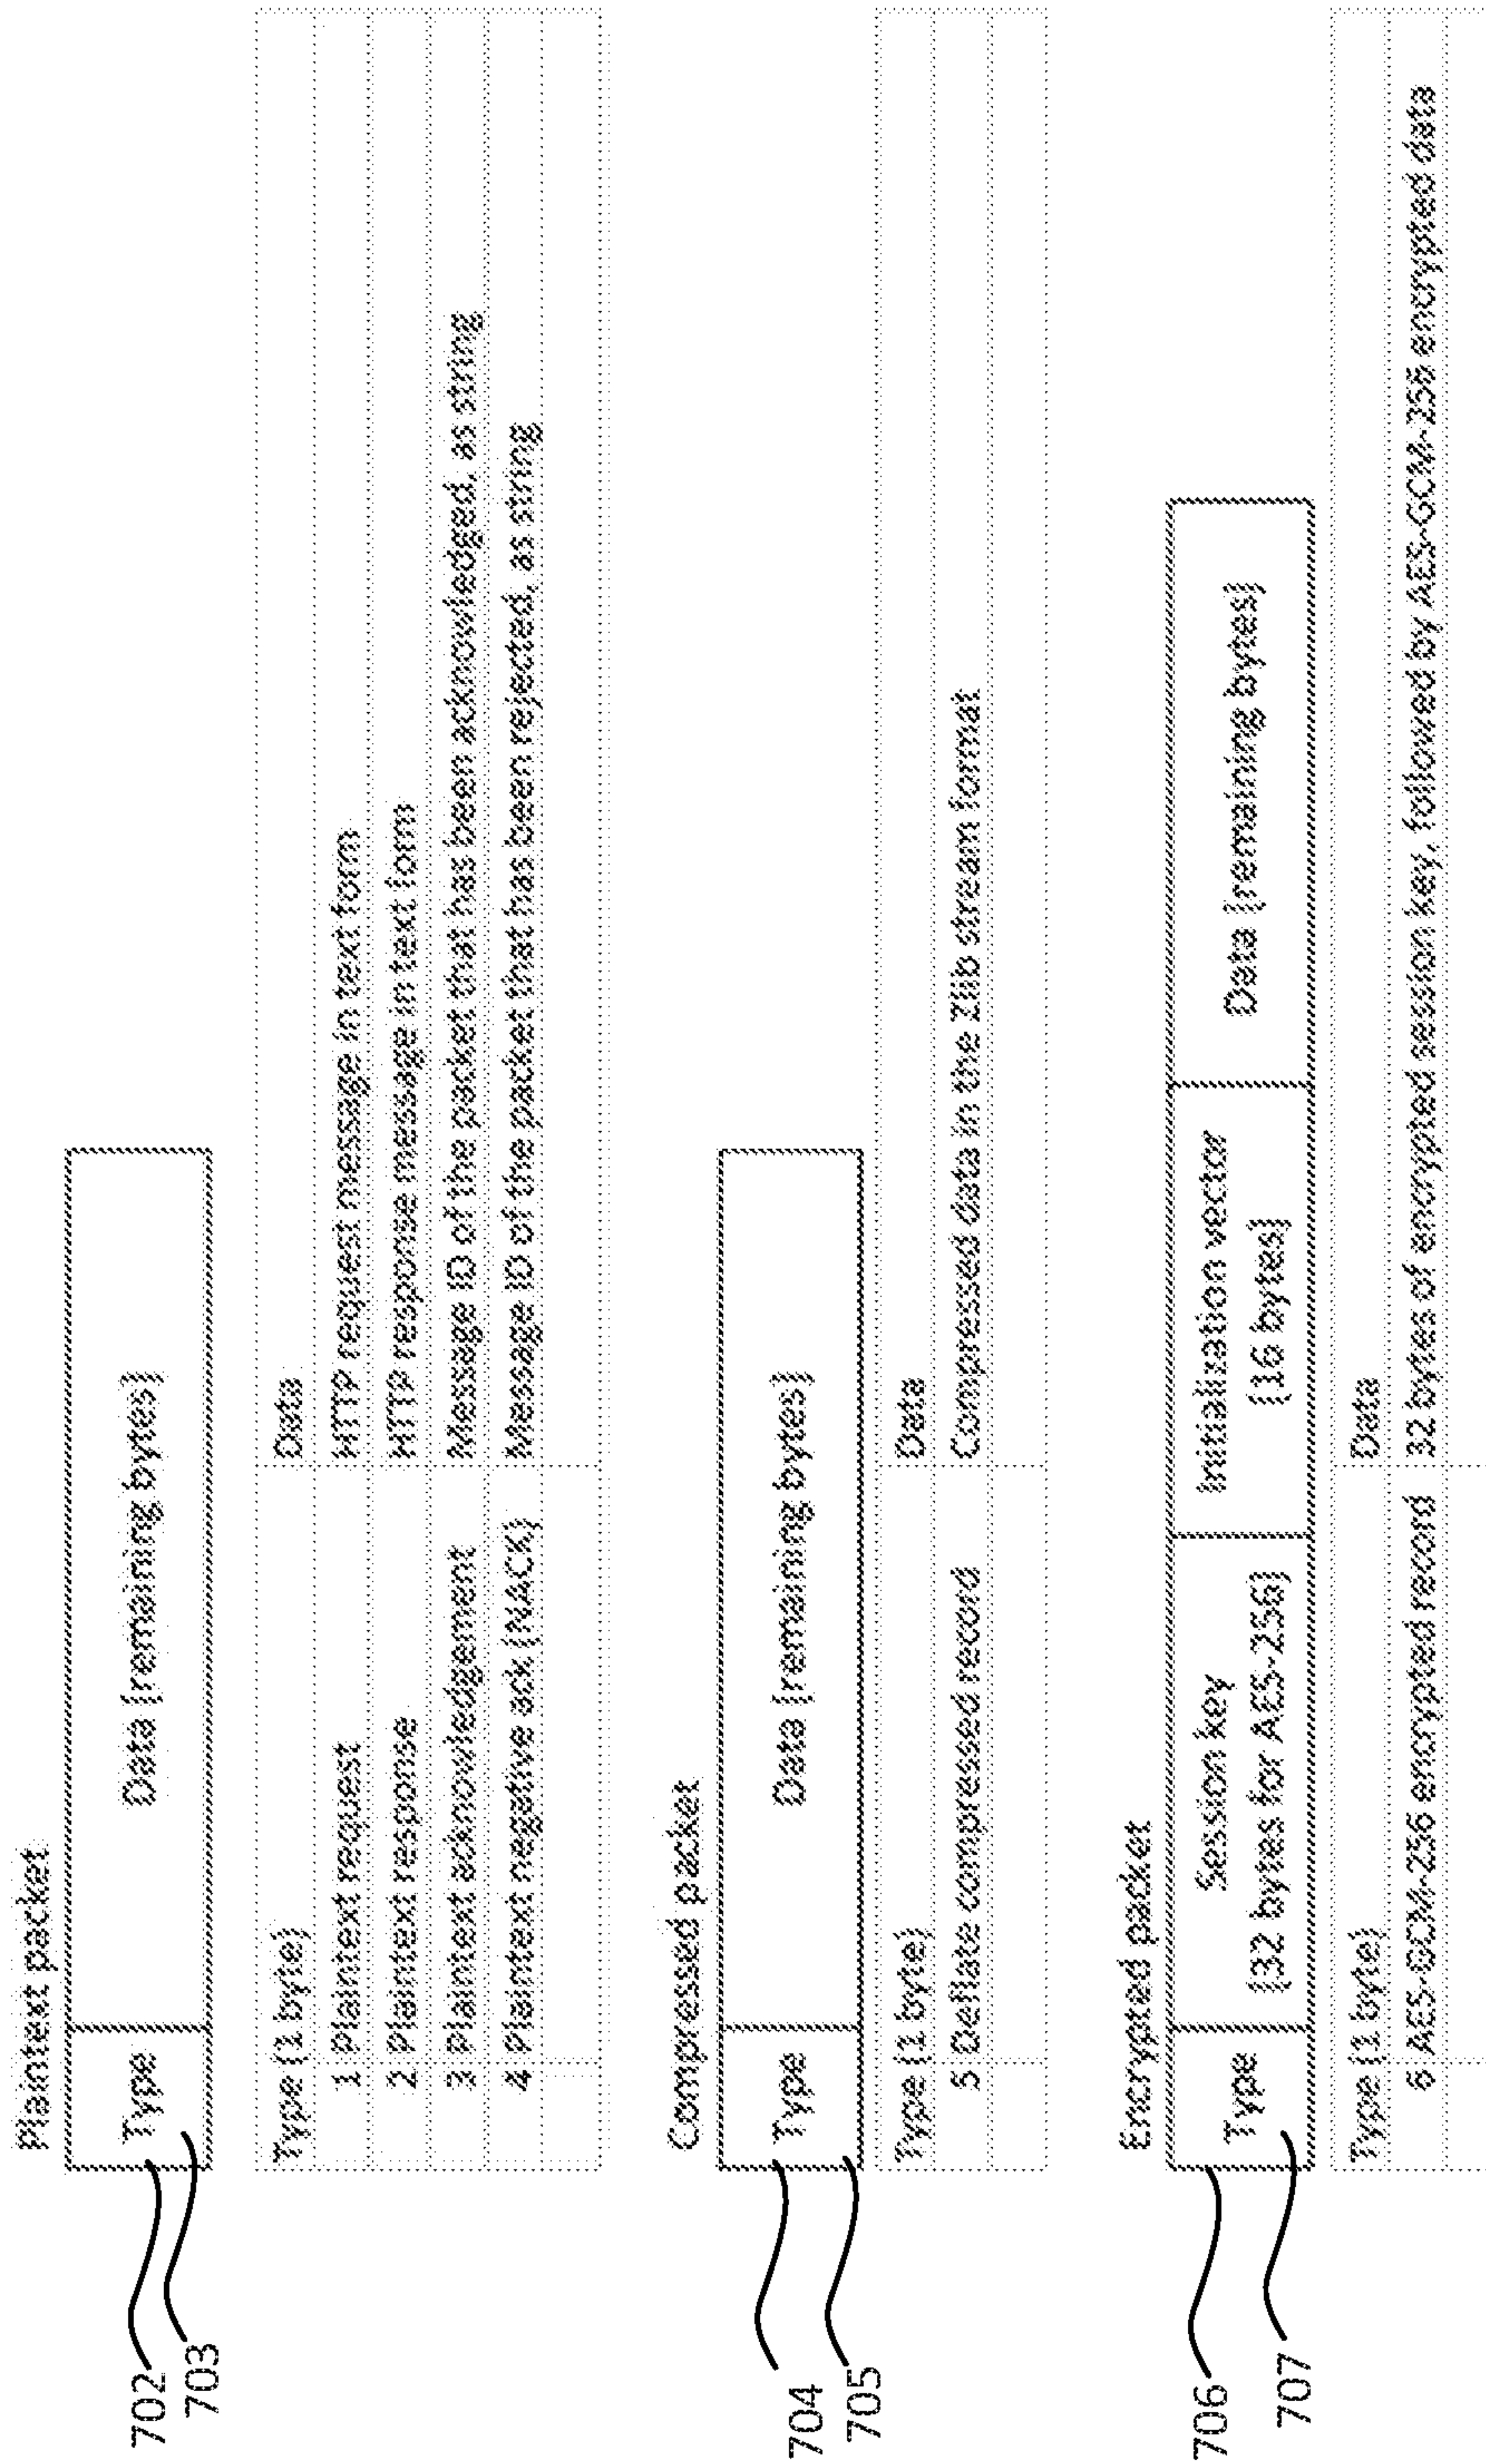 Plaintext packet
Type
Data [remaining bytes]
702
703
Type (1 byte)
Data
1 Plaintext request
HTTP request message in text form
2 Plaintext response
HTTP response message in text form
3 Plaintext acknowledgement
Message ID of the packet that has been acknowledged, as string
4 Plaintext negative ack (NACK)
Message ID of the packet that has been rejected, as string
Compressed packet
Type
Data [remaining bytes]
704
705
Type (1 byte)
Data
5 Deflate compressed record
Compressed data in the Zlib stream format
Encrypted packet
Type
Session key
[32 bytes for AES-256]
Initialization vector
[16 bytes]
Data [remaining bytes]
706
707
Type (1 byte)
Data
6 AES-GCM-256 encrypted record
32 bytes of encrypted session key, followed by AES-GCM-256 encrypted data